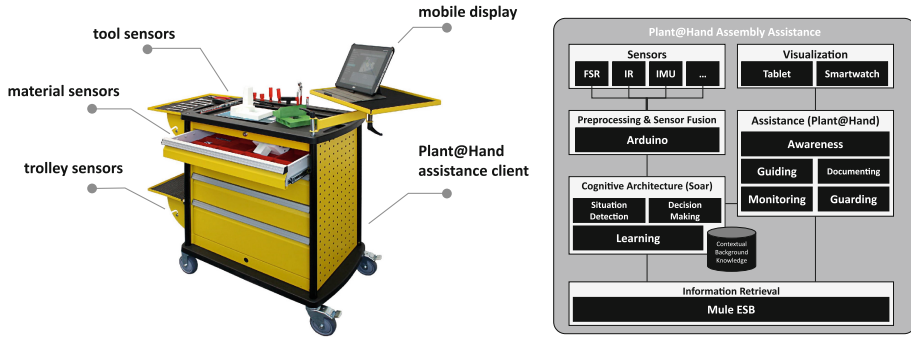 mobile display
tool sensors
material sensors
trolley sensors
Plant@Hand
assistance client
Plant@Hand Assembly Assistance
Sensors
FSR
IR
IMU
...
Preprocessing & Sensor Fusion
Arduino
Cognitive Architecture (Soar)
Situation
Detection
Decision
Making
Learning
Visualization
Tablet
Smartwatch
Assistance (Plant@Hand)
Awareness
Guiding
Documenting
Monitoring
Guarding
Contextual
Background
Knowledge
Information Retrieval
Mule ESB